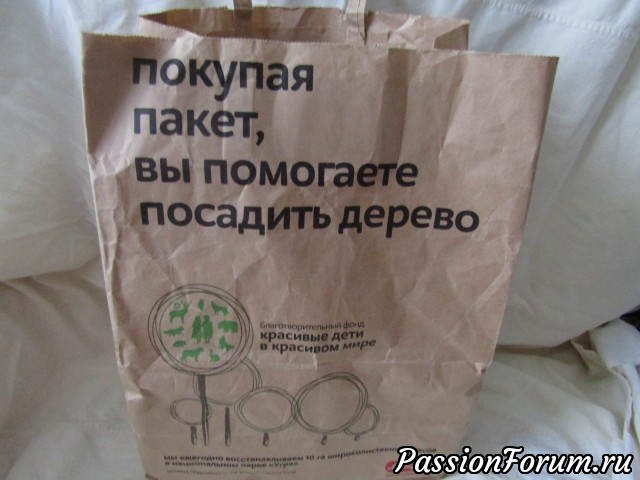 покупая
пакет,
вы помогаете
посадить дерево
Благотворительный фонд
красивые дети
в красивом мире
мы ежегодно восстанавливаем 10 га широколиственных
в национальном парке «Угра»
PassionForum.ru